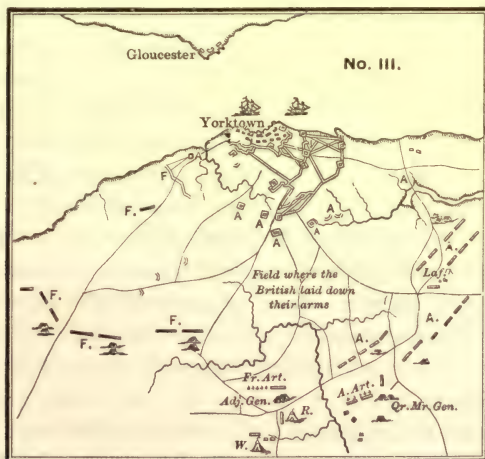 No. III.
Gloucester
Yorktown
A
F
A
F.
A
A
A
A
A
A.
Field where the
British laid down
their arms
F.
F.
F.
A.
A.
Fr. Art.
Adj. Gen.
R.
W.
A. Art.
Qr. Mr. Gen.